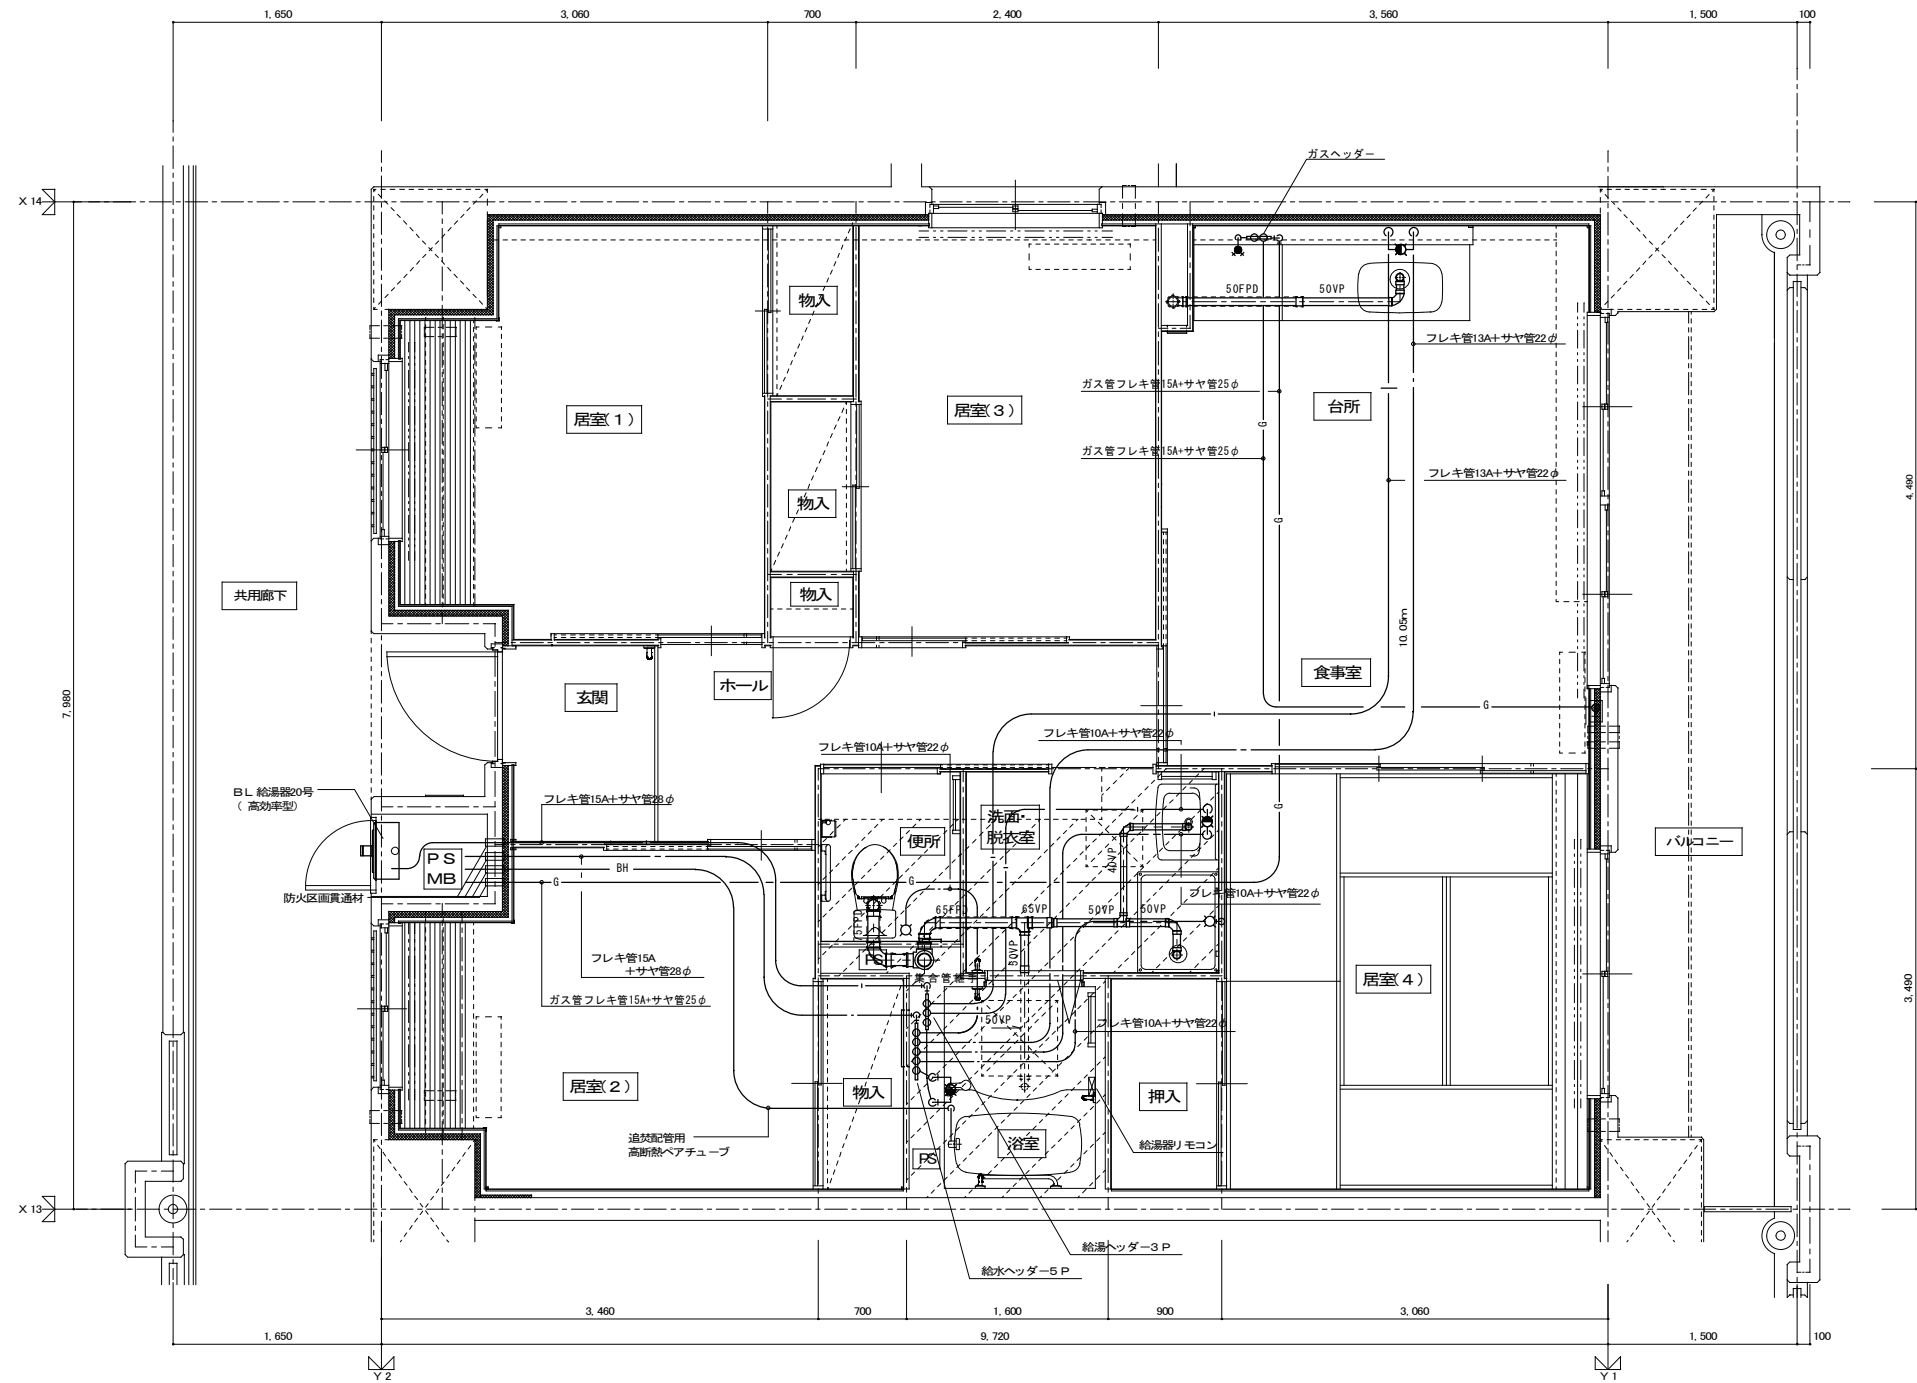 1,650
3,060
700
2,400
3,560
1,500
100
ガスヘッダー
X14
50FPD
50VP
フレキ管13A+サヤ管22φ
物入
ガス管フレキ管15A+サヤ管25φ
居室(1)
居室(3)
台所
G
ガス管フレキ管15A+サヤ管25φ
フレキ管13A+サヤ管22φ
4,490
物入
G
共用廊下
物入
10.05m
食事室
ホール
玄関
7,980
G
フレキ管10A+サヤ管22φ
フレキ管10A+サヤ管22φ
BL 給湯器20号
(高効率型)
フレキ管15A+サヤ管28φ
G
洗面・
脱衣室
便所
バルコニー
PS
MB
40VP
BH
G
G
防火区画貫通材
フレキ管10A+サヤ管22φ
65FPD
65VP
50VP
50VP
75FPD
50VP
PS
フレキ管15A
+サヤ管28φ
集合管継手
居室(4)
ガス管フレキ管15A+サヤ管25φ
3,490
50VP
フレキ管10A+サヤ管22φ
居室(2)
物入
押入
追焚配管用
高断熱ペアチューブ
浴室
給湯器リモコン
PS
X13
給湯ヘッダー3P
給水ヘッダー5P
3,460
700
1,600
900
3,060
1,650
9,720
1,500
100
Y2
Y1